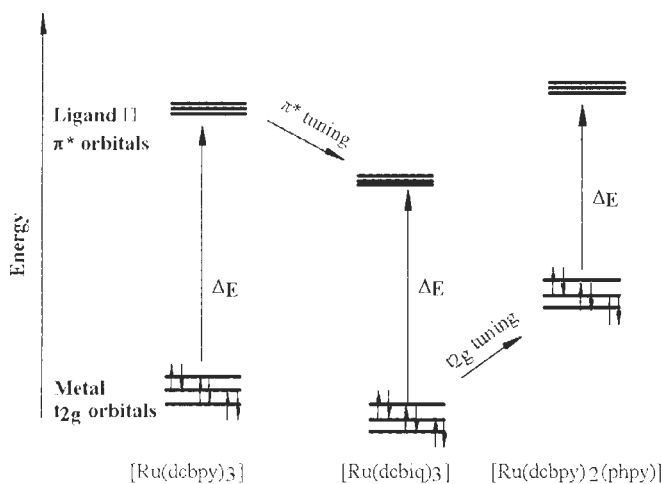 Energy
Ligand Π
π* orbitals
π* tuning
ΔE
ΔE
ΔE
t2g tuning
Metal
t2g orbitals
[Ru(dcbpy)3]
[Ru(dcbiq)3]
[Ru(dcbpy)2(phpy)]